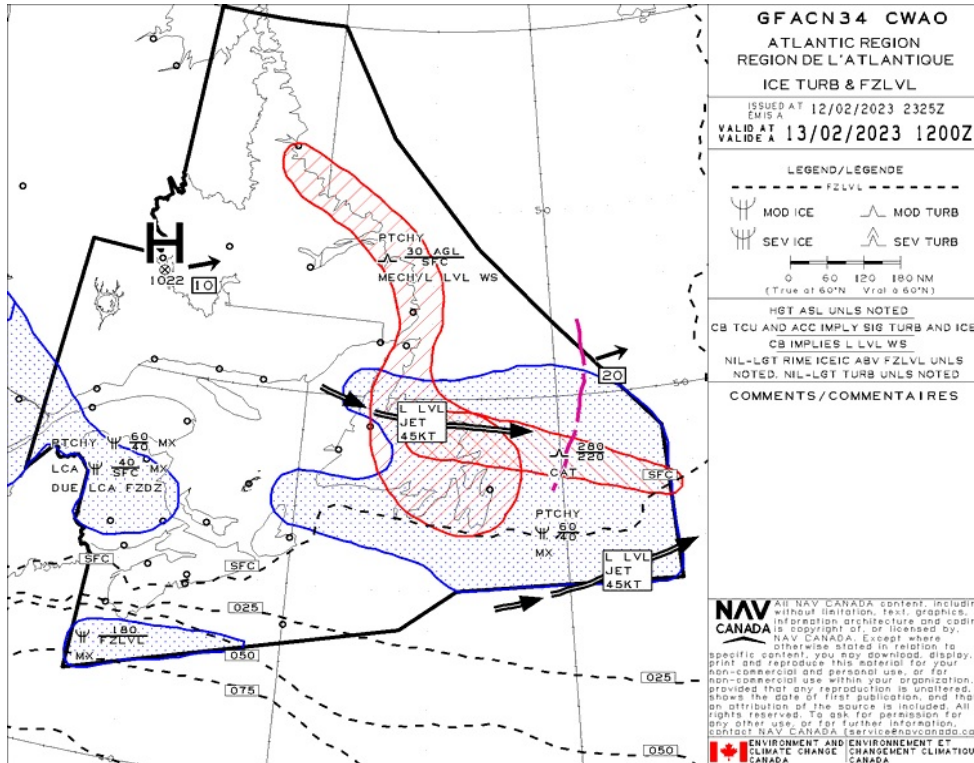 GFACN34 CWAO
ATLANTIC REGION
REGION DE L'ATLANTIQUE
ICE TURB & FZLVL
ISSUED AT
EMIS A
12/02/2023 2325Z
VALID AT
VALIDE A
13/02/2023 1200Z
LEGEND/LEGENDE
FZLVL
MOD ICE
MOD TURB
SEV ICE
SEV TURB
0 60 120 180 NM
(True at 60°N Vrai à 60°N)
HGT ASL UNLS NOTED
CB TCU AND ACC IMPLY SIG TURB AND ICE
CB IMPLIES L LVL WS
NIL-LGT RIME ICEIC ABV FZLVL UNLS
NOTED, NIL-LGT TURB UNLS NOTED
COMMENTS/COMMENTAIRES
50
PTCHY
30 AGL
SFC
MECH/L LVL WS
H
1022
10
20
50
L LVL
JET
45KT
PTCHY
60
40
MX
LCA
40
SFC
MX
DUE LCA FZDZ
280
220
CAT
SFC
PTCHY
60
40
MX
L LVL
JET
45KT
SFC
SFC
025
180
FZLVL
MX
050
075
025
050
NAV
CANADA
All NAV CANADA content, includin
without limitation, text, graphics,
information architecture and codin
is copyright of, or licensed by,
NAV CANADA. Except where
otherwise stated in relation to
specific content, you may download, display,
print and reproduce this material for your
non-commercial and personal use, or for
non-commercial use within your organization,
provided that any reproduction is unaltered,
shows the date of first publication, and tha
an attribution of the source is included. All
rights reserved. To ask for permission for
any other use, or for further information,
contact NAV CANADA (service@navcanada.ca
ENVIRONMENT AND
CLIMATE CHANGE
CANADA
ENVIRONNEMENT ET
CHANGEMENT CLIMATIQU
CANADA